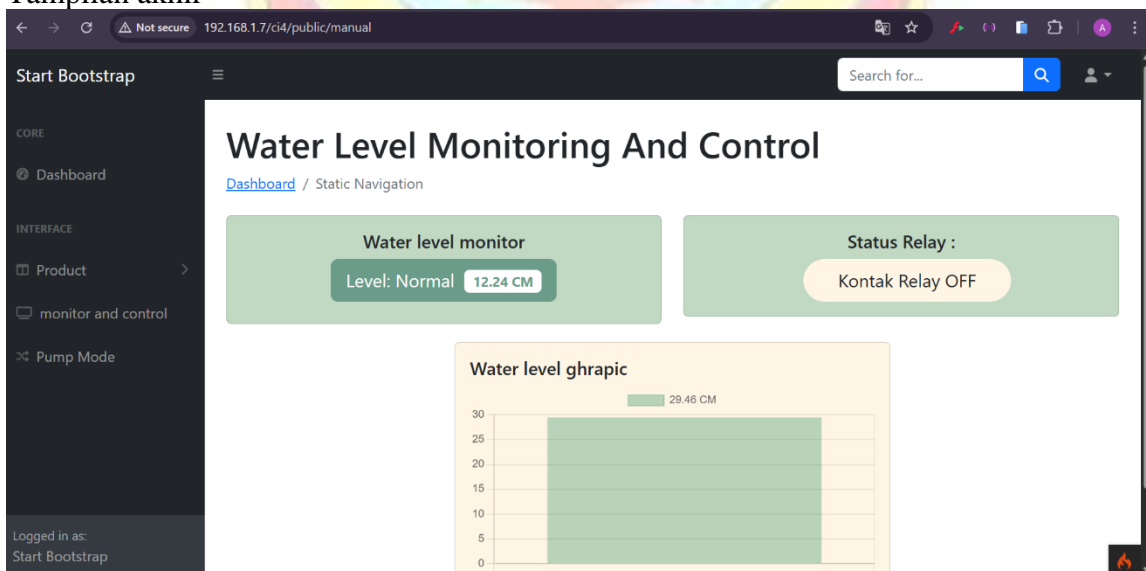 Tampilan akhir
Not secure 192.168.1.7/ci4/public/manual
A
Start Bootstrap
Search for...
CORE
Dashboard
INTERFACE
Product
monitor and control
Pump Mode
Logged in as:
Start Bootstrap
Water Level Monitoring And Control
Dashboard / Static Navigation
Water level monitor
Level: Normal 12.24 CM
Status Relay :
Kontak Relay OFF
Water level ghrapic
29.46 CM
30
25
20
15
10
5
0